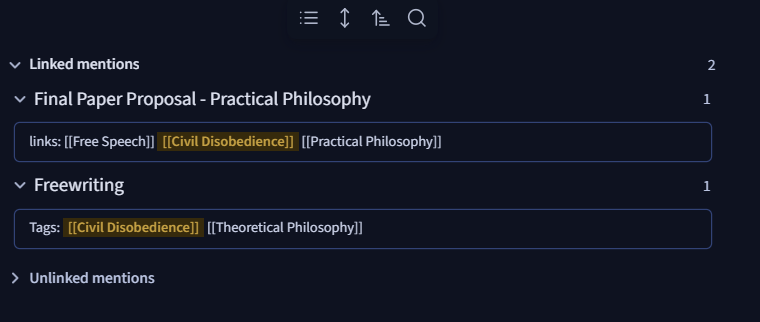 Linked mentions 2
Final Paper Proposal - Practical Philosophy 1
links: [[Free Speech]] [[Civil Disobedience]] [[Practical Philosophy]]
Freewriting 1
Tags: [[Civil Disobedience]] [[Theoretical Philosophy]]
Unlinked mentions